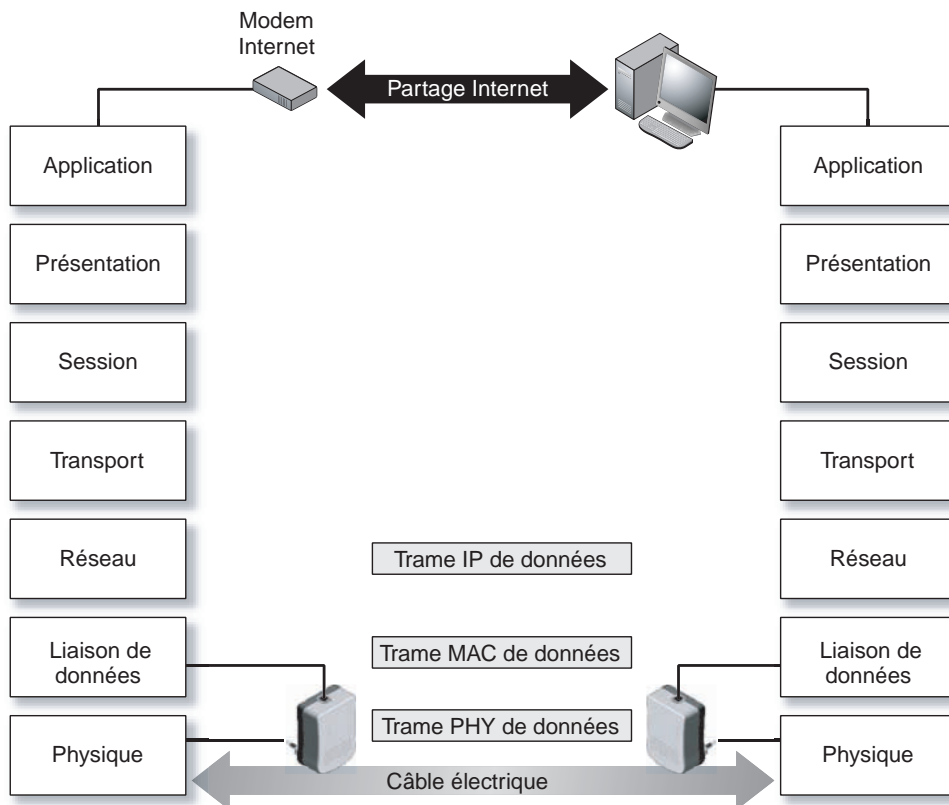 Modem
Internet
Partage Internet
Application
Application
Présentation
Présentation
Session
Session
Transport
Transport
Réseau
Trame IP de données
Réseau
Liaison de
données
Trame MAC de données
Liaison de
données
Trame PHY de données
Physique
Physique
Câble électrique